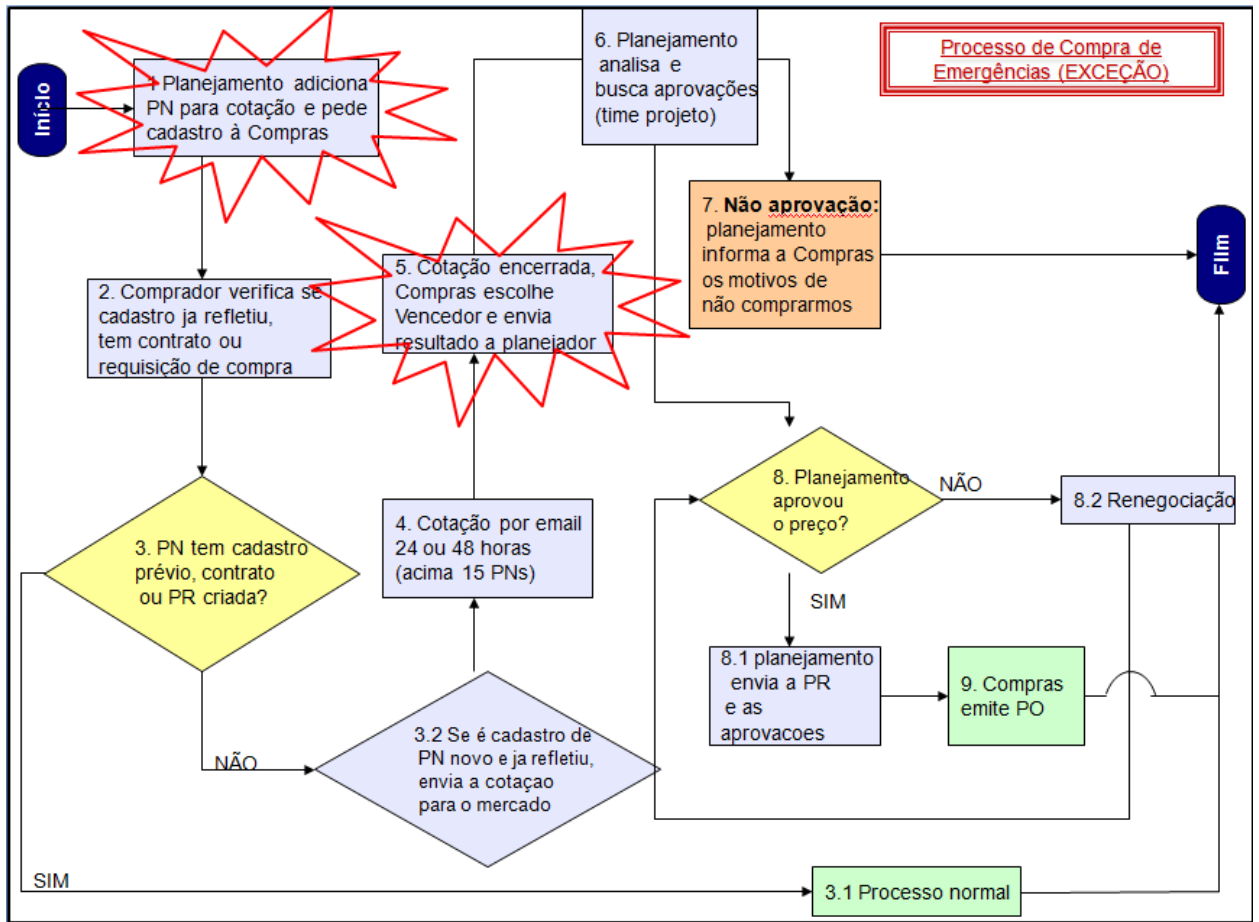 Processo de Compra de
Emergências (EXCEÇÃO)
Início
1 Planejamento adiciona
PN para cotação e pede
cadastro à Compras
2. Comprador verifica se
cadastro ja refletiu,
tem contrato ou
requisição de compra
3. PN tem cadastro
prévio, contrato
ou PR criada?
SIM
3.1 Processo normal
NÃO
3.2 Se é cadastro de
PN novo e ja refletiu,
envia a cotaçao
para o mercado
4. Cotação por email
24 ou 48 horas
(acima 15 PNs)
5. Cotação encerrada,
Compras escolhe
Vencedor e envia
resultado a planejador
6. Planejamento
analisa e
busca aprovações
(time projeto)
7. Não aprovação:
planejamento
informa a Compras
os motivos de
não comprarmos
8. Planejamento
aprovou
o preço?
NÃO
8.2 Renegociação
SIM
8.1 planejamento
envia a PR
e as
aprovacoes
9. Compras
emite PO
FIim